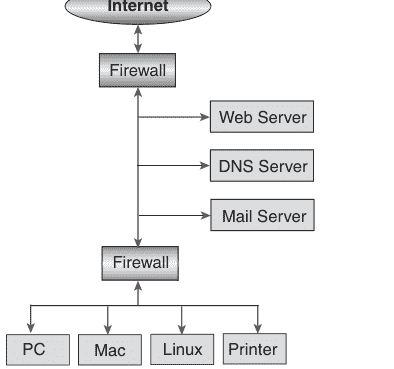 Internet
Firewall
Web Server
DNS Server
Mail Server
Firewall
PC
Mac
Linux
Printer